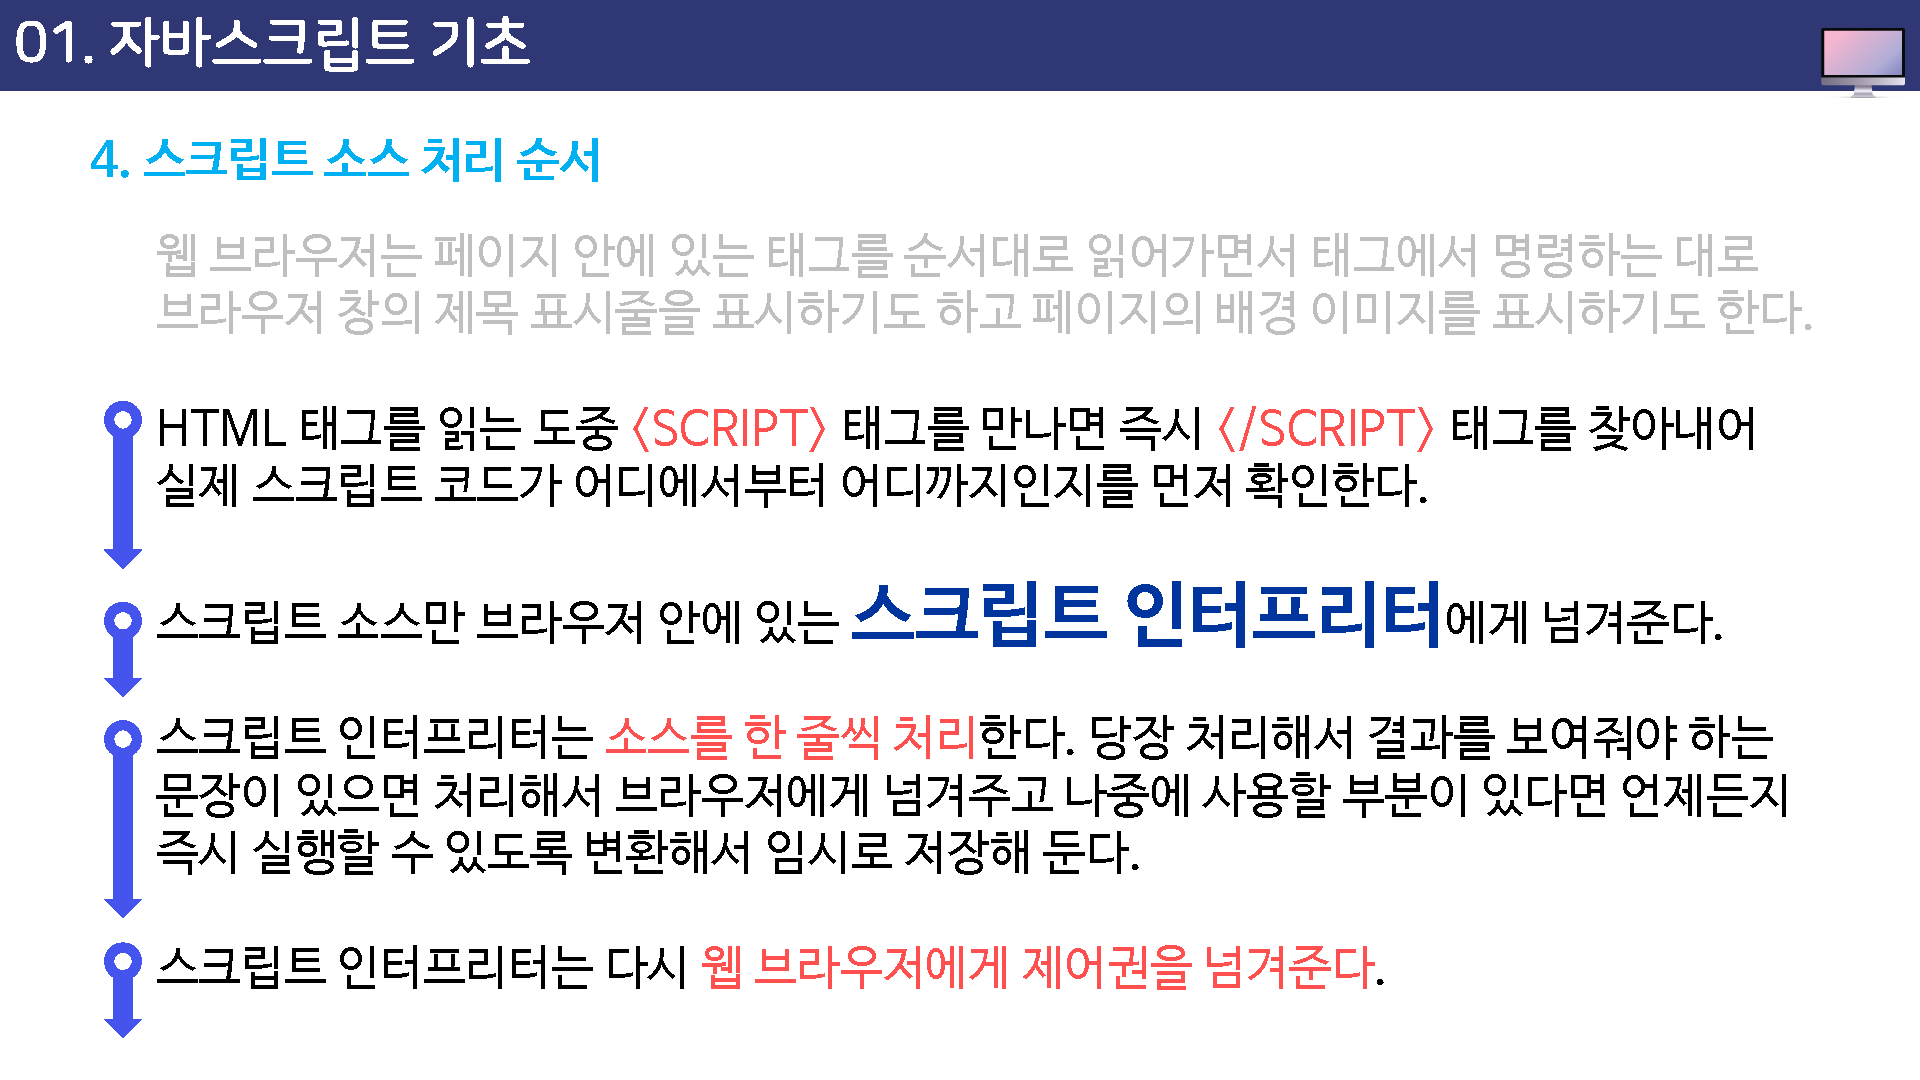 01. 자바스크립트 기초
4. 스크립트 소스 처리 순서
웹 브라우저는 페이지 안에 있는 태그를 순서대로 읽어가면서 태그에서 명령하는 대로
브라우저 창의 제목 표시줄을 표시하기도 하고 페이지의 배경 이미지를 표시하기도 한다.
HTML 태그를 읽는 도중 <SCRIPT> 태그를 만나면 즉시 </SCRIPT> 태그를 찾아내어
실제 스크립트 코드가 어디에서부터 어디까지인지를 먼저 확인한다.
스크립트 소스만 브라우저 안에 있는 스크립트 인터프리터에게 넘겨준다.
스크립트 인터프리터는 소스를 한 줄씩 처리한다. 당장 처리해서 결과를 보여줘야 하는
문장이 있으면 처리해서 브라우저에게 넘겨주고 나중에 사용할 부분이 있다면 언제든지
즉시 실행할 수 있도록 변환해서 임시로 저장해 둔다.
스크립트 인터프리터는 다시 웹 브라우저에게 제어권을 넘겨준다.